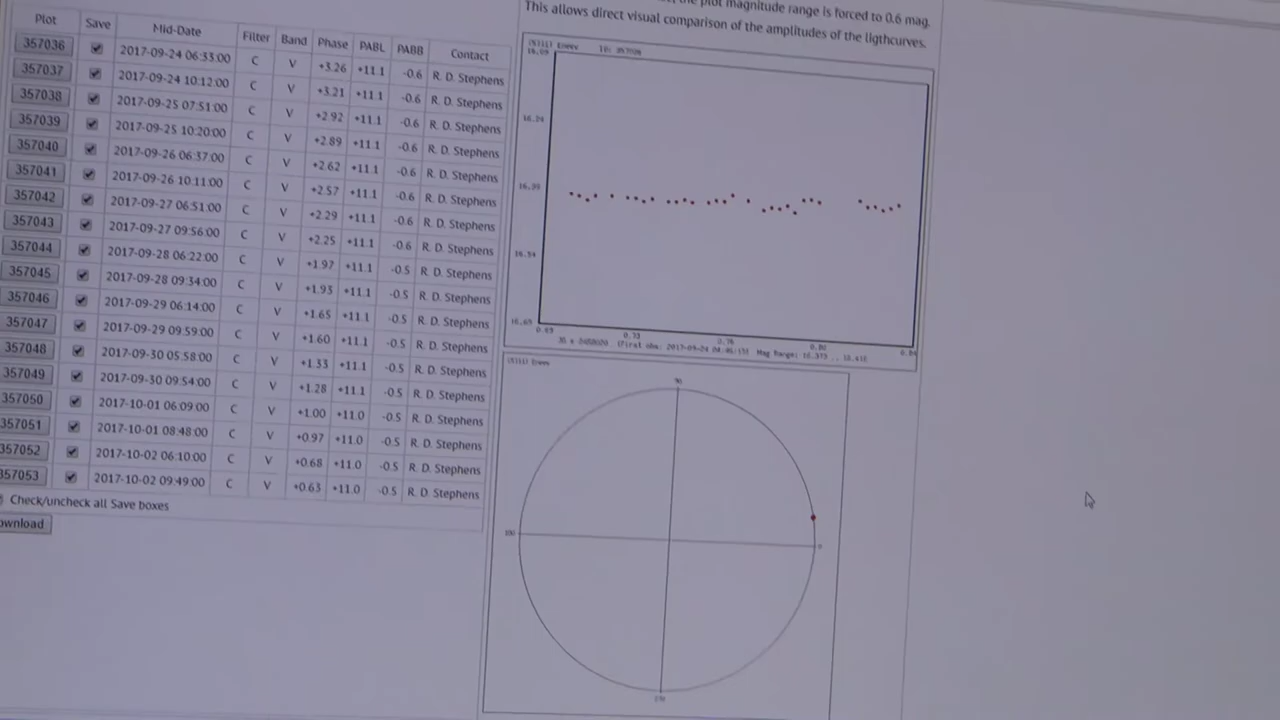 the plot magnitude range is forced to 0.6 mag.
This allows direct visual comparison of the amplitudes of the ligthcurves.
Plot Save Mid-Date Filter Band Phase PABL PABB Contact
357036 2017-09-24 06:33:00 C V +3.26 +11.1 -0.6 R. D. Stephens
357037 2017-09-24 10:12:00 C V +3.21 +11.1 -0.6 R. D. Stephens
357038 2017-09-25 07:51:00 C V +2.92 +11.1 -0.6 R. D. Stephens
357039 2017-09-25 10:20:00 C V +2.89 +11.1 -0.6 R. D. Stephens
357040 2017-09-26 06:37:00 C V +2.62 +11.1 -0.6 R. D. Stephens
357041 2017-09-26 10:11:00 C V +2.57 +11.1 -0.6 R. D. Stephens
357042 2017-09-27 06:51:00 C V +2.29 +11.1 -0.6 R. D. Stephens
357043 2017-09-27 09:56:00 C V +2.25 +11.1 -0.6 R. D. Stephens
357044 2017-09-28 06:22:00 C V +1.97 +11.1 -0.5 R. D. Stephens
357045 2017-09-28 09:34:00 C V +1.93 +11.1 -0.5 R. D. Stephens
357046 2017-09-29 06:14:00 C V +1.65 +11.1 -0.5 R. D. Stephens
357047 2017-09-29 09:59:00 C V +1.60 +11.1 -0.5 R. D. Stephens
357048 2017-09-30 05:58:00 C V +1.33 +11.1 -0.5 R. D. Stephens
357049 2017-09-30 09:54:00 C V +1.28 +11.1 -0.5 R. D. Stephens
357050 2017-10-01 06:09:00 C V +1.00 +11.0 -0.5 R. D. Stephens
357051 2017-10-01 08:48:00 C V +0.97 +11.0 -0.5 R. D. Stephens
357052 2017-10-02 06:10:00 C V +0.68 +11.0 -0.5 R. D. Stephens
357053 2017-10-02 09:49:00 C V +0.63 +11.0 -0.5 R. D. Stephens
Check/uncheck all Save boxes
ownload